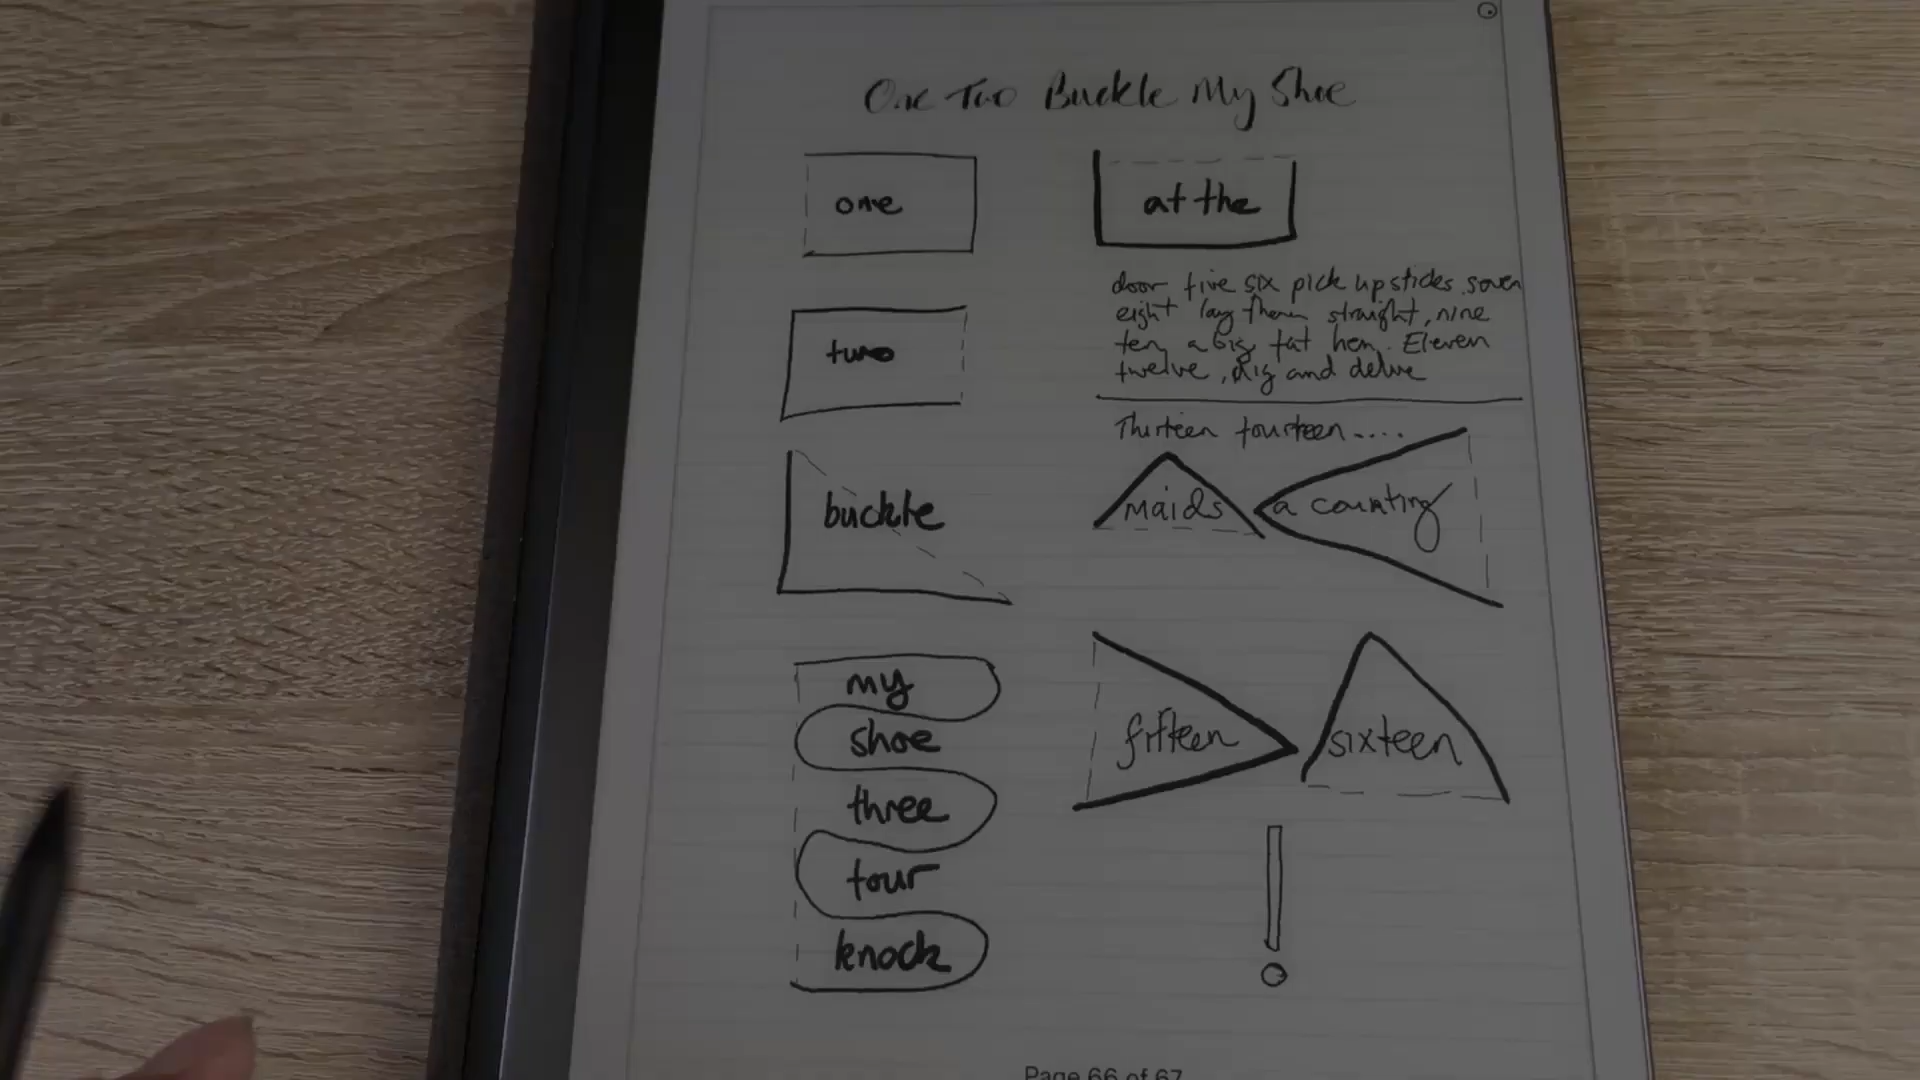 One Two Buckle My Shoe
one
two
buckle
my
shoe
three
four
knock
at the
door five six pick up sticks. seven
eight lay them straight, nine
ten, a big fat hen. Eleven
twelve, dig and delve
Thirteen fourteen....
maids
a counting
fifteen
sixteen
!
Page 66 of 67